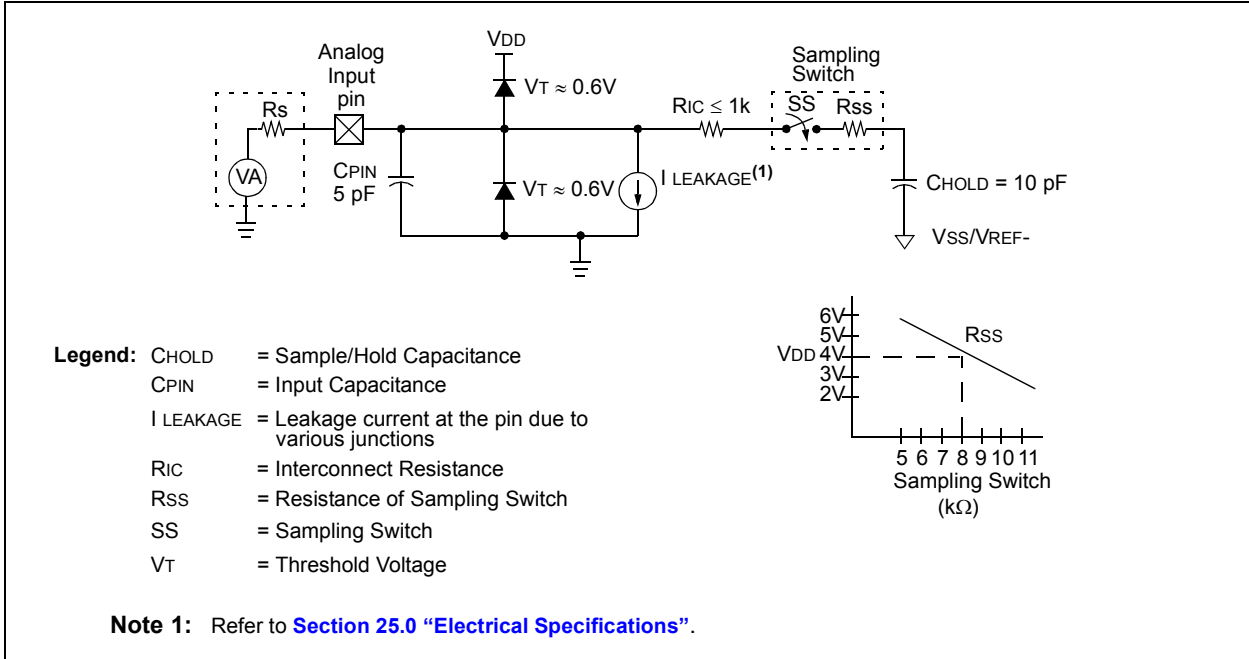 VDD
Analog
Input
pin
Sampling
Switch
VT ≈ 0.6V
RIC ≤ 1k
SS
Rss
Rs
VA
CPIN
5 pF
VT ≈ 0.6V
I LEAKAGE(1)
CHOLD = 10 pF
VSS/VREF-
6V
5V
VDD 4V
3V
2V
RSS
5 6 7 8 9 10 11
Sampling Switch
(kΩ)
Legend: CHOLD = Sample/Hold Capacitance
CPIN = Input Capacitance
I LEAKAGE = Leakage current at the pin due to
various junctions
RIC = Interconnect Resistance
RSS = Resistance of Sampling Switch
SS = Sampling Switch
VT = Threshold Voltage
Note 1: Refer to Section 25.0 “Electrical Specifications”.